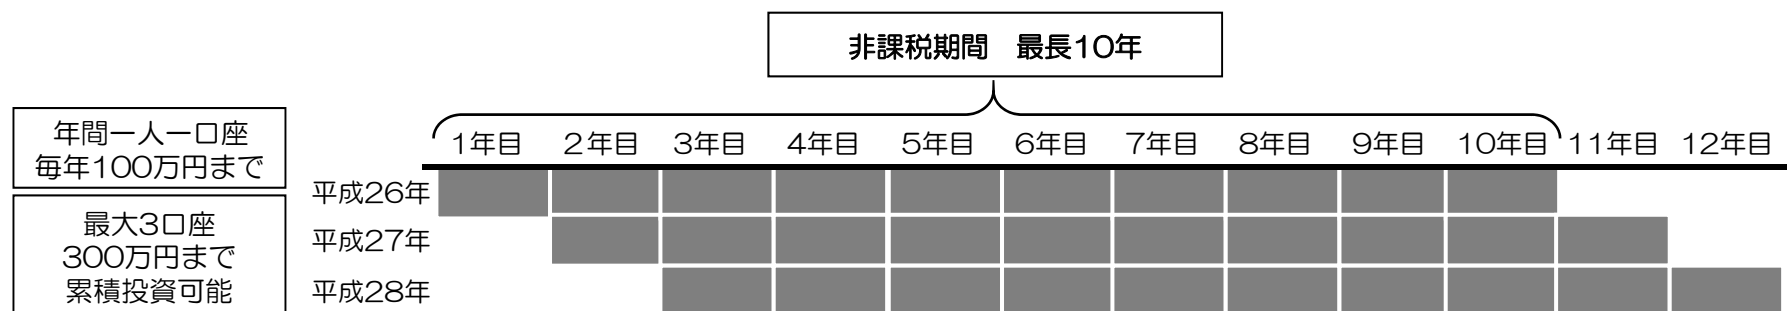 非課税期間　最長10年
年間一人一口座
毎年100万円まで
1年目 2年目 3年目 4年目 5年目 6年目 7年目 8年目 9年目 10年目 11年目 12年目
平成26年
最大3口座
300万円まで
累積投資可能
平成27年
平成28年